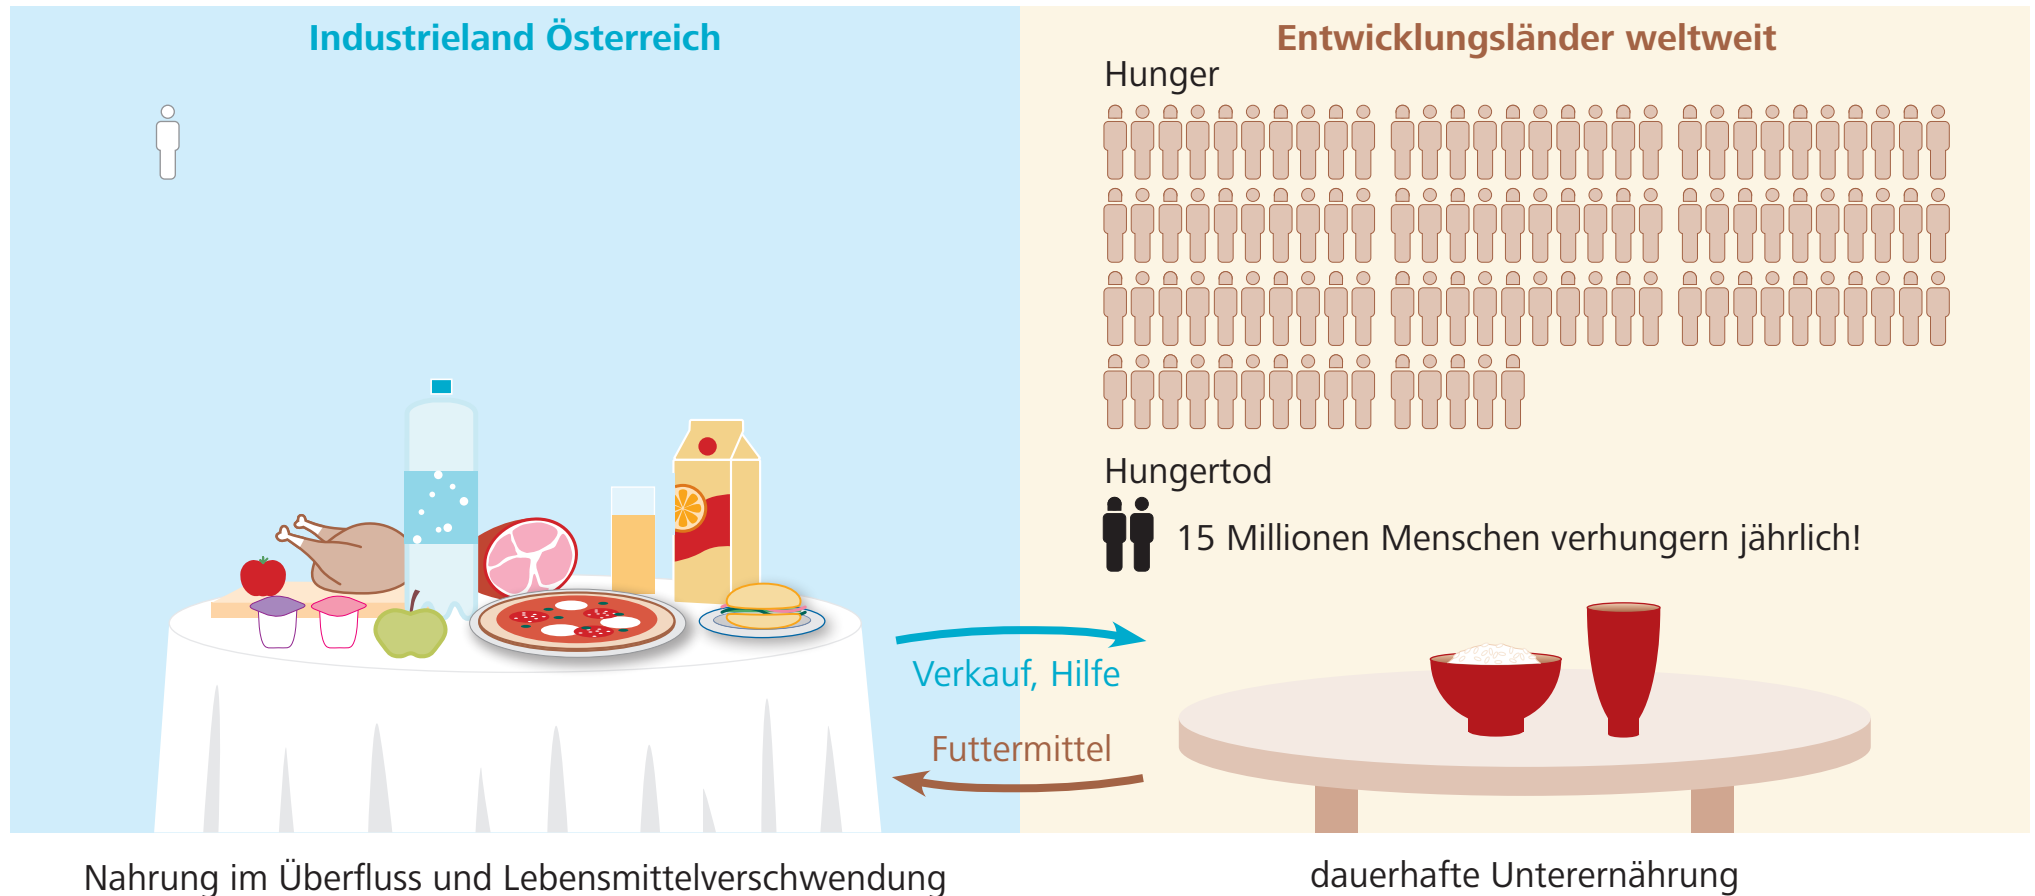 Industrieland Österreich
Entwicklungsländer weltweit
Hunger
Hungertod
15 Millionen Menschen verhungern jährlich!
Verkauf, Hilfe
Futtermittel
Nahrung im Überfluss und Lebensmittelverschwendung
dauerhafte Unterernährung